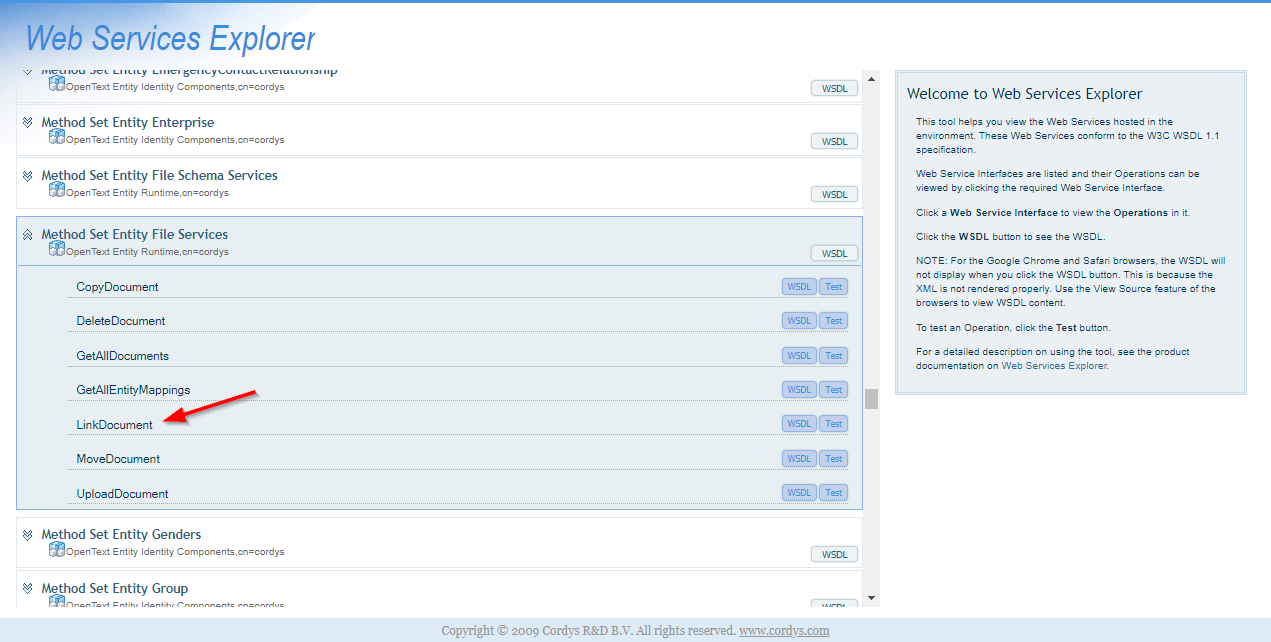 Web Services Explorer
Method Set Entity EmergencyContactRelationship
OpenText Entity Identity Components,cn=cordys
WSDL
Method Set Entity Enterprise
OpenText Entity Identity Components,cn=cordys
WSDL
Method Set Entity File Schema Services
OpenText Entity Runtime,cn=cordys
WSDL
Method Set Entity File Services
OpenText Entity Runtime,cn=cordys
WSDL
CopyDocument WSDL Test
DeleteDocument WSDL Test
GetAllDocuments WSDL Test
GetAllEntityMappings WSDL Test
LinkDocument WSDL Test
MoveDocument WSDL Test
UploadDocument WSDL Test
Method Set Entity Genders
OpenText Entity Identity Components,cn=cordys
WSDL
Method Set Entity Group
OpenText Entity Identity Components,cn=cordys
WSDL
Welcome to Web Services Explorer
This tool helps you view the Web Services hosted in the
environment. These Web Services conform to the W3C WSDL 1.1
specification.
Web Service Interfaces are listed and their Operations can be
viewed by clicking the required Web Service Interface.
Click a Web Service Interface to view the Operations in it.
Click the WSDL button to see the WSDL.
NOTE: For the Google Chrome and Safari browsers, the WSDL will
not display when you click the WSDL button. This is because the
XML is not rendered properly. Use the View Source feature of the
browsers to view WSDL content.
To test an Operation, click the Test button.
For a detailed description on using the tool, see the product
documentation on Web Services Explorer.
Copyright © 2009 Cordys R&D B.V. All rights reserved. www.cordys.com